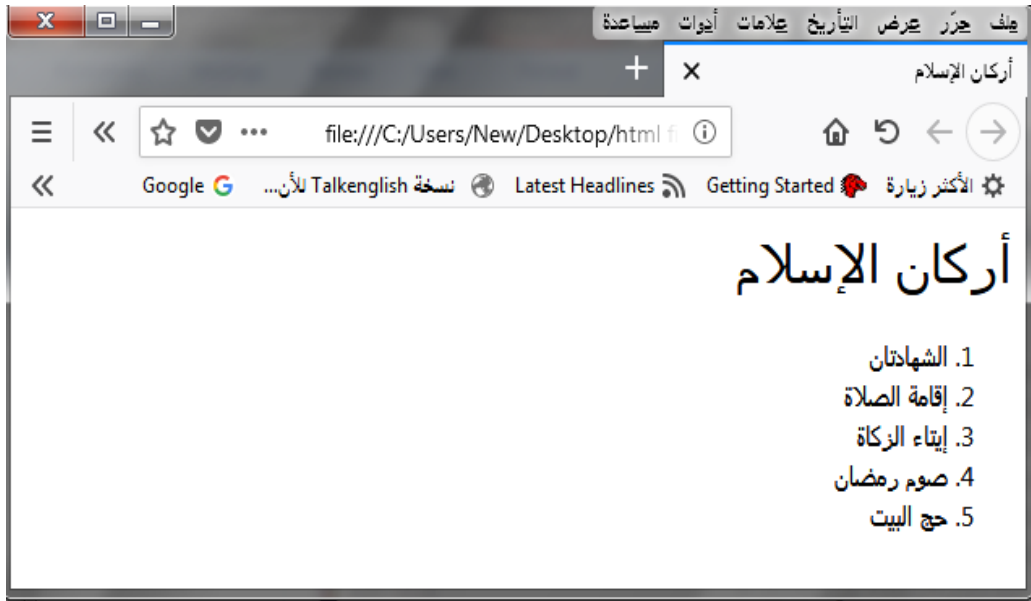 ملف حرّر عرض التأريخ علامات أدوات مساعدة
أركان الإسلام
file:///C:/Users/New/Desktop/html f
الأكثر زيارة Getting Started Latest Headlines نسخة Talkenglish للأن... Google
أركان الإسلام
1. الشهادتان
2. إقامة الصلاة
3. إيتاء الزكاة
4. صوم رمضان
5. حج البيت